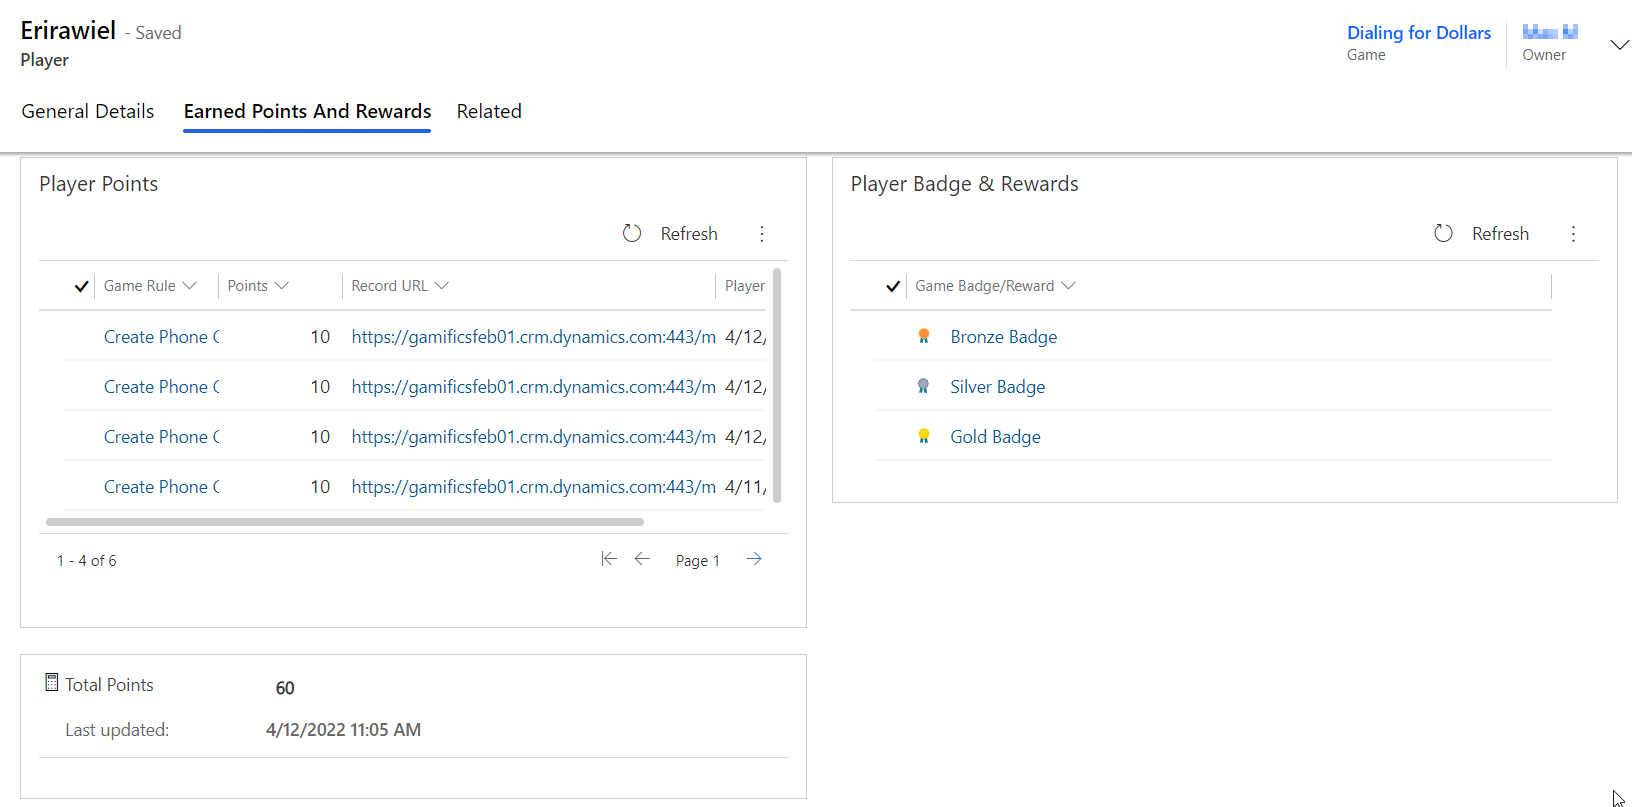 Erirawiel - Saved
Player
Dialing for Dollars
Game
Owner
General Details Earned Points And Rewards Related
Player Points
Refresh
Game Rule Points Record URL Player
Create Phone C 10 https://gamificsfeb01.crm.dynamics.com:443/m 4/12/
Create Phone C 10 https://gamificsfeb01.crm.dynamics.com:443/m 4/12/
Create Phone C 10 https://gamificsfeb01.crm.dynamics.com:443/m 4/12/
Create Phone C 10 https://gamificsfeb01.crm.dynamics.com:443/m 4/11/
1 - 4 of 6 Page 1
Player Badge & Rewards
Refresh
Game Badge/Reward
Bronze Badge
Silver Badge
Gold Badge
Total Points 60
Last updated: 4/12/2022 11:05 AM